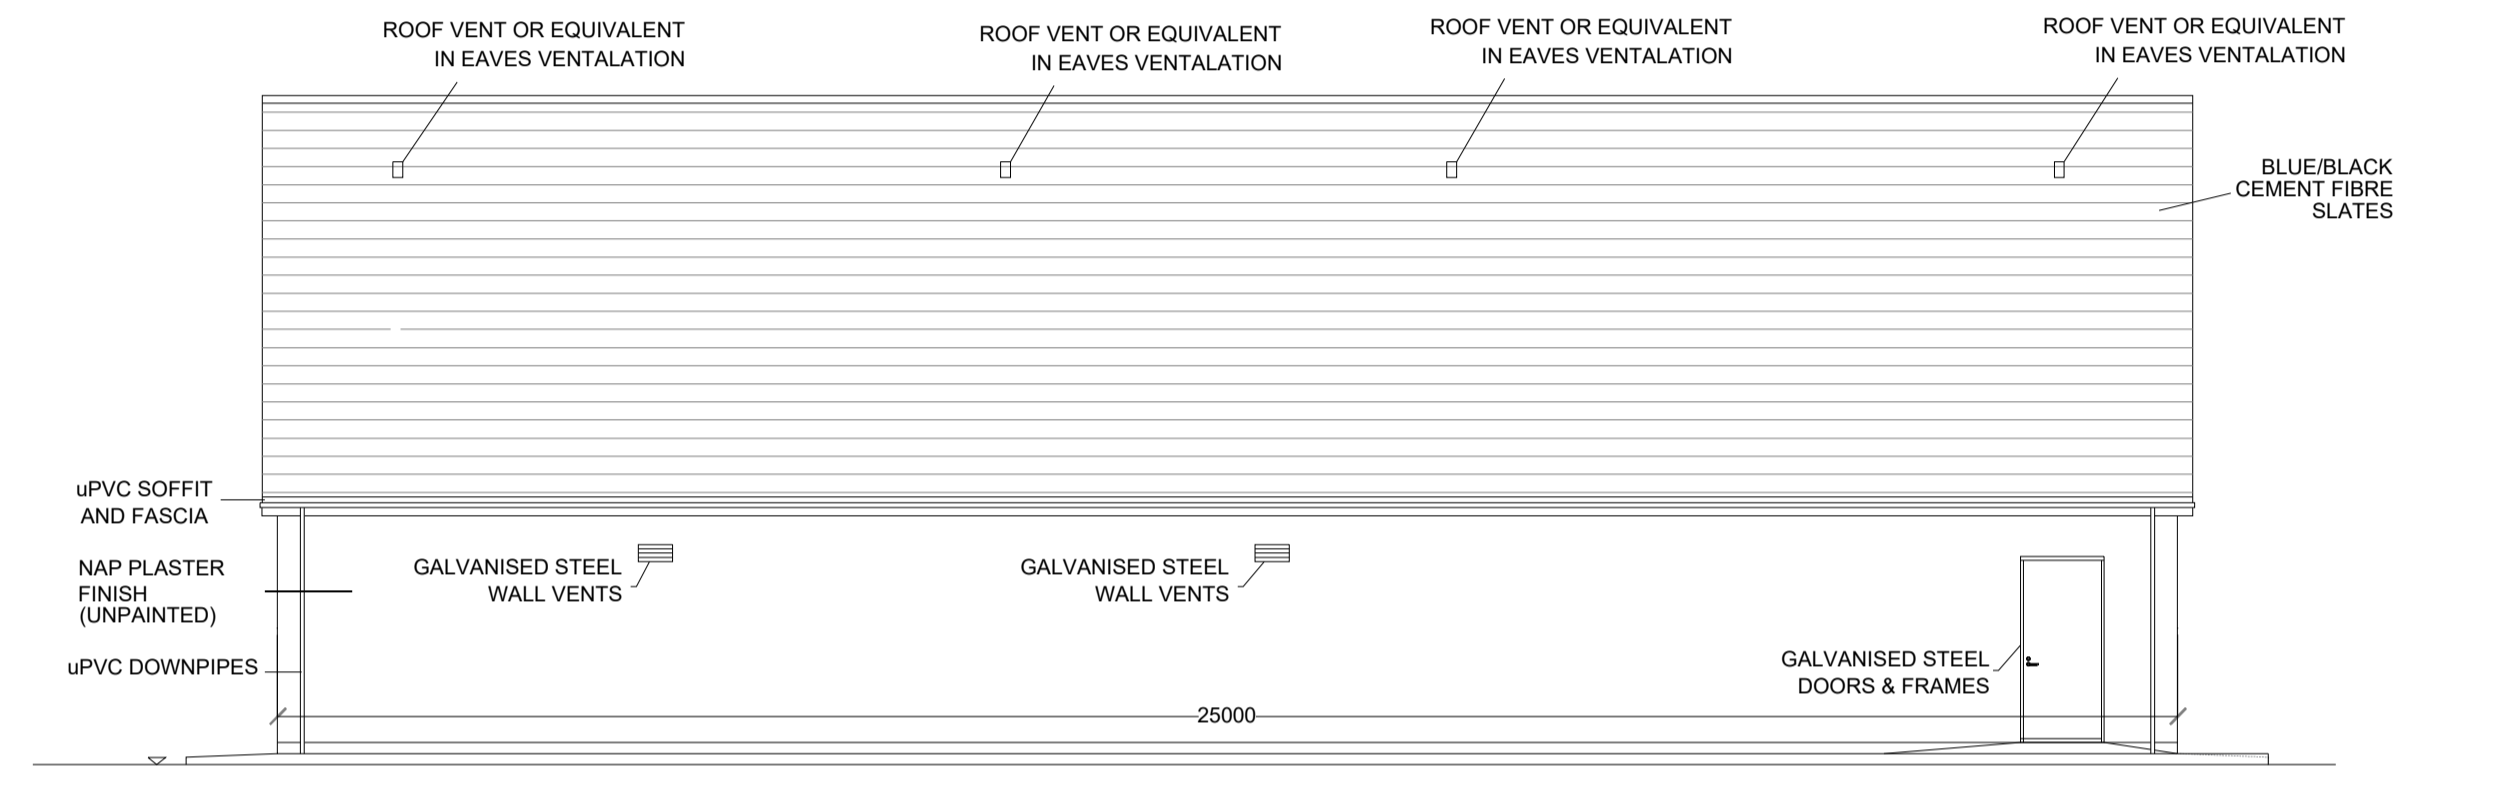 ROOF VENT OR EQUIVALENT
IN EAVES VENTALATION
ROOF VENT OR EQUIVALENT
IN EAVES VENTALATION
ROOF VENT OR EQUIVALENT
IN EAVES VENTALATION
ROOF VENT OR EQUIVALENT
IN EAVES VENTALATION
BLUE/BLACK
CEMENT FIBRE
SLATES
uPVC SOFFIT
AND FASCIA
NAP PLASTER
FINISH
(UNPAINTED)
uPVC DOWNPIPES
GALVANISED STEEL
WALL VENTS
GALVANISED STEEL
WALL VENTS
GALVANISED STEEL
DOORS & FRAMES
25000